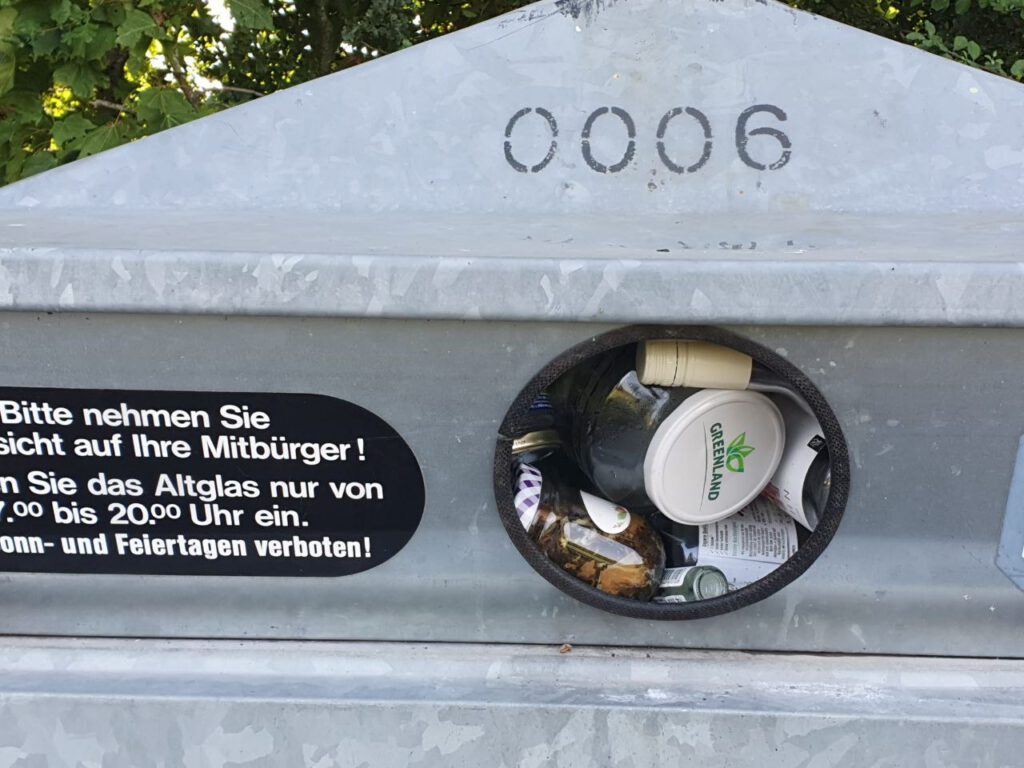 0006
Bitte nehmen Sie
sicht auf Ihre Mitbürger!
n Sie das Altglas nur von
7.00 bis 20.00 Uhr ein.
onn- und Feiertagen verboten!
GREENLAND